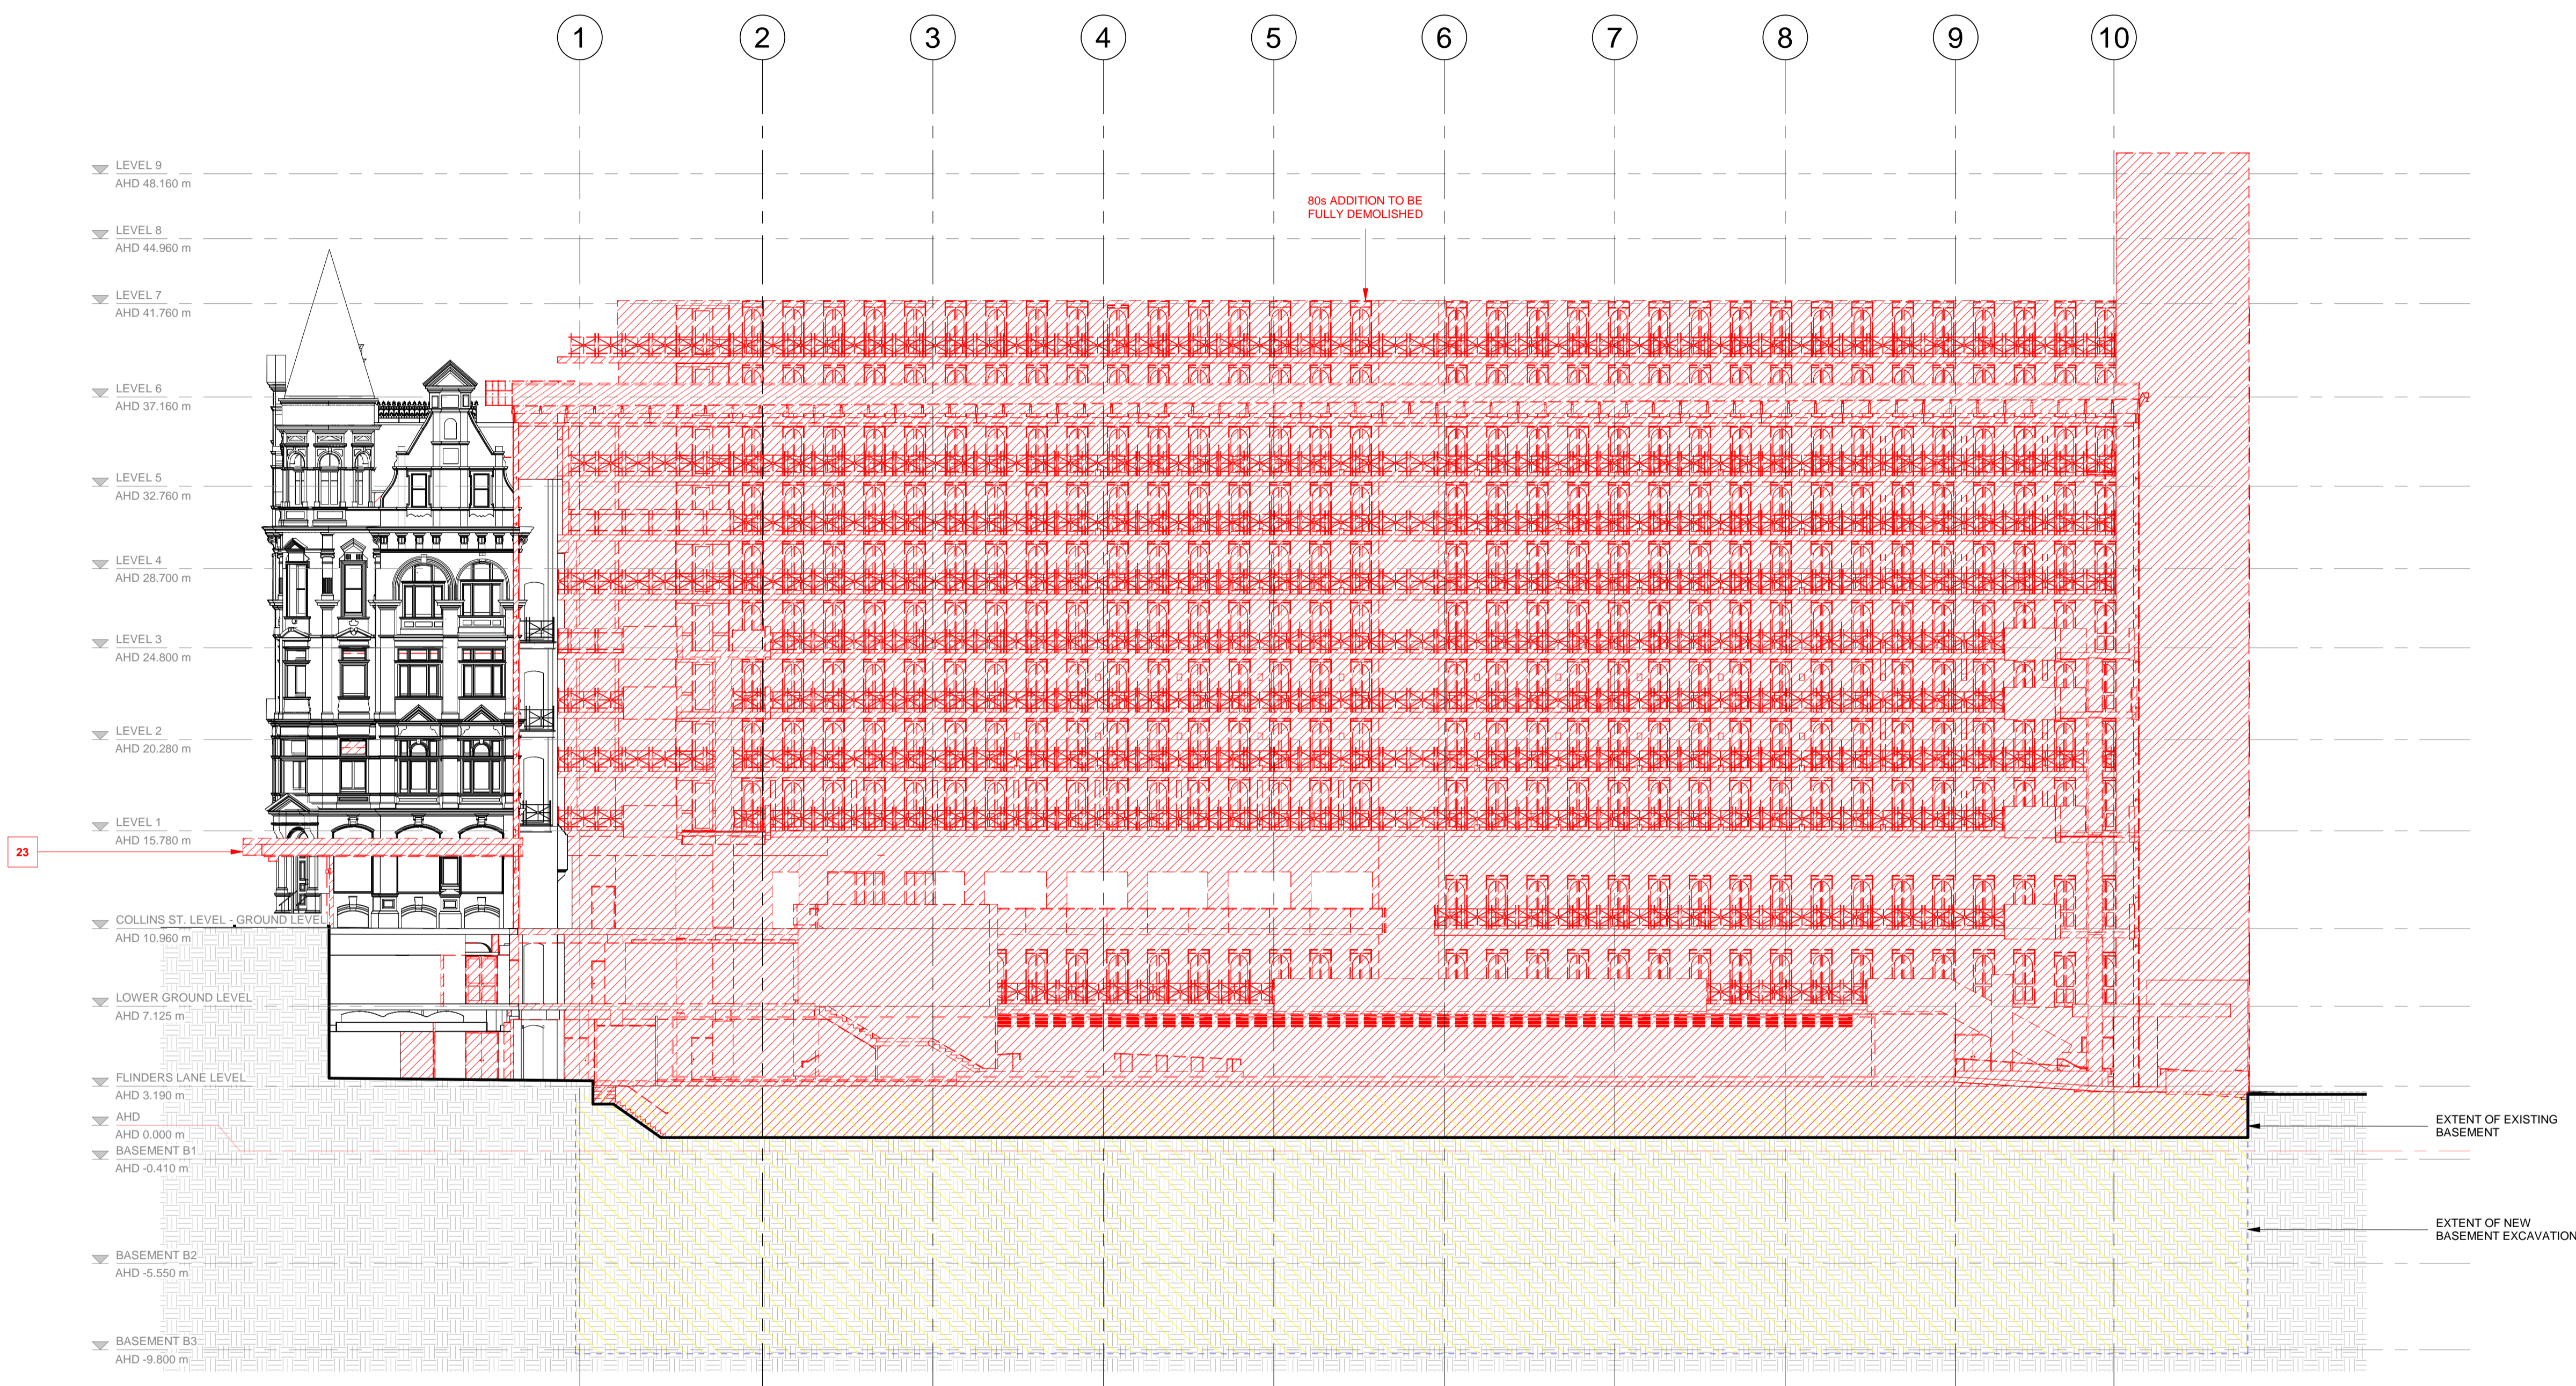 1 2 3 4 5 6 7 8 9 10
LEVEL 9
AHD 48.160 m
80s ADDITION TO BE
FULLY DEMOLISHED
LEVEL 8
AHD 44.960 m
LEVEL 7
AHD 41.760 m
LEVEL 6
AHD 37.160 m
LEVEL 5
AHD 32.760 m
LEVEL 4
AHD 28.700 m
LEVEL 3
AHD 24.800 m
LEVEL 2
AHD 20.280 m
LEVEL 1
AHD 15.780 m
23
COLLINS ST. LEVEL - GROUND LEVEL
AHD 10.960 m
LOWER GROUND LEVEL
AHD 7.125 m
FLINDERS LANE LEVEL
AHD 3.190 m
AHD
AHD 0.000 m
EXTENT OF EXISTING
BASEMENT
BASEMENT B1
AHD -0.410 m
EXTENT OF NEW
BASEMENT EXCAVATION
BASEMENT B2
AHD -5.550 m
BASEMENT B3
AHD -9.800 m